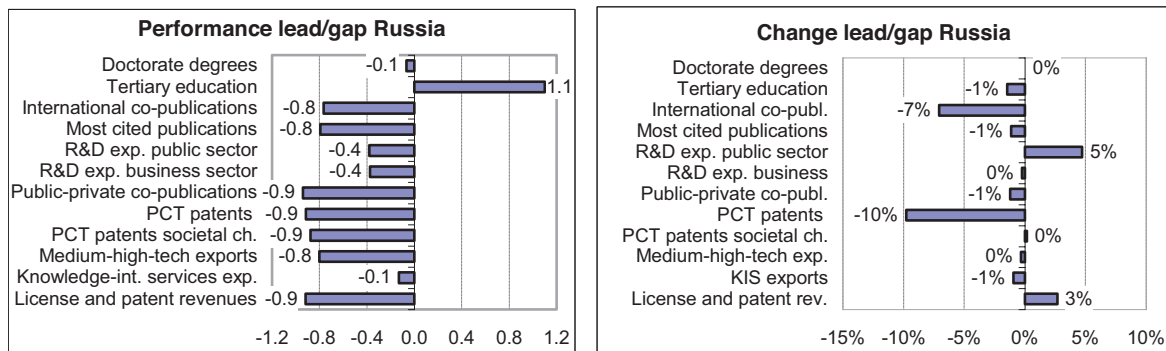 Performance lead/gap Russia
Doctorate degrees -0.1
Tertiary education 1.1
International co-publications -0.8
Most cited publications -0.8
R&D exp. public sector -0.4
R&D exp. business sector -0.4
Public-private co-publications -0.9
PCT patents -0.9
PCT patents societal ch. -0.9
Medium-high-tech exports -0.8
Knowledge-int. services exp. -0.1
License and patent revenues -0.9
-1.2 -0.8 -0.4 0.0 0.4 0.8 1.2
Change lead/gap Russia
Doctorate degrees 0%
Tertiary education -1%
International co-publ. -7%
Most cited publications -1%
R&D exp. public sector 5%
R&D exp. business 0%
Public-private co-publ. -1%
PCT patents -10%
PCT patents societal ch. 0%
Medium-high-tech exp. 0%
KIS exports -1%
License and patent rev. 3%
-15% -10% -5% 0% 5% 10%